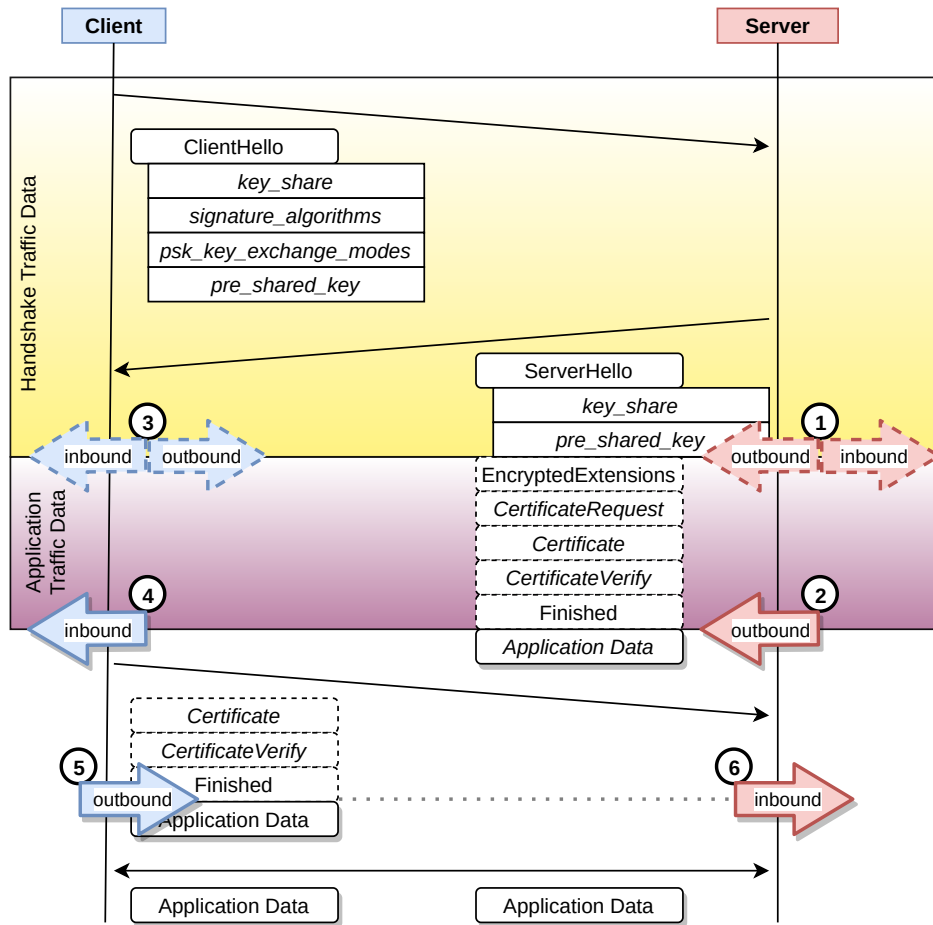 Client
Server
Handshake Traffic Data
ClientHello
key_share
signature_algorithms
psk_key_exchange_modes
pre_shared_key
ServerHello
key_share
pre_shared_key
3
inbound
outbound
1
outbound
inbound
Application
Traffic Data
EncryptedExtensions
CertificateRequest
Certificate
CertificateVerify
Finished
Application Data
4
inbound
2
outbound
Certificate
CertificateVerify
Finished
Application Data
5
outbound
6
inbound
Application Data
Application Data